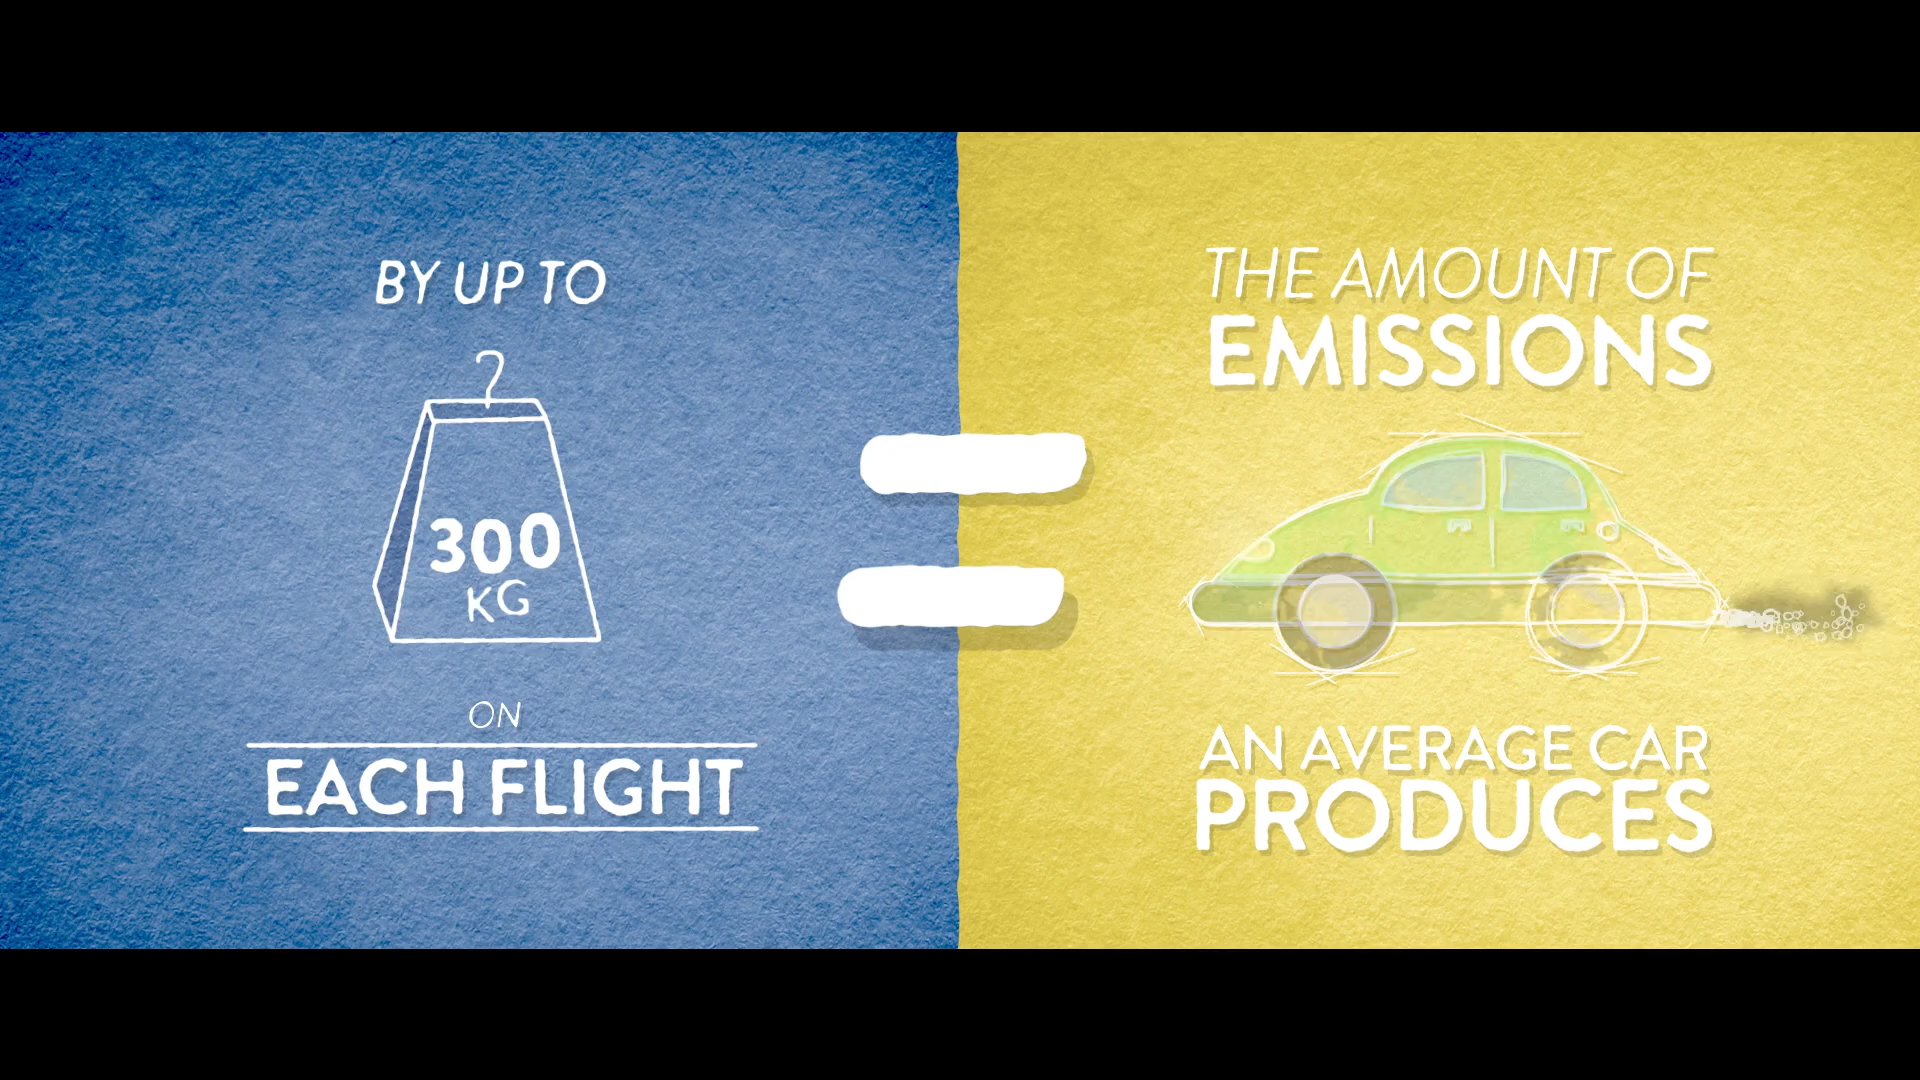 BY UP TO
300
KG
ON
EACH FLIGHT
THE AMOUNT OF
EMISSIONS
AN AVERAGE CAR
PRODUCES